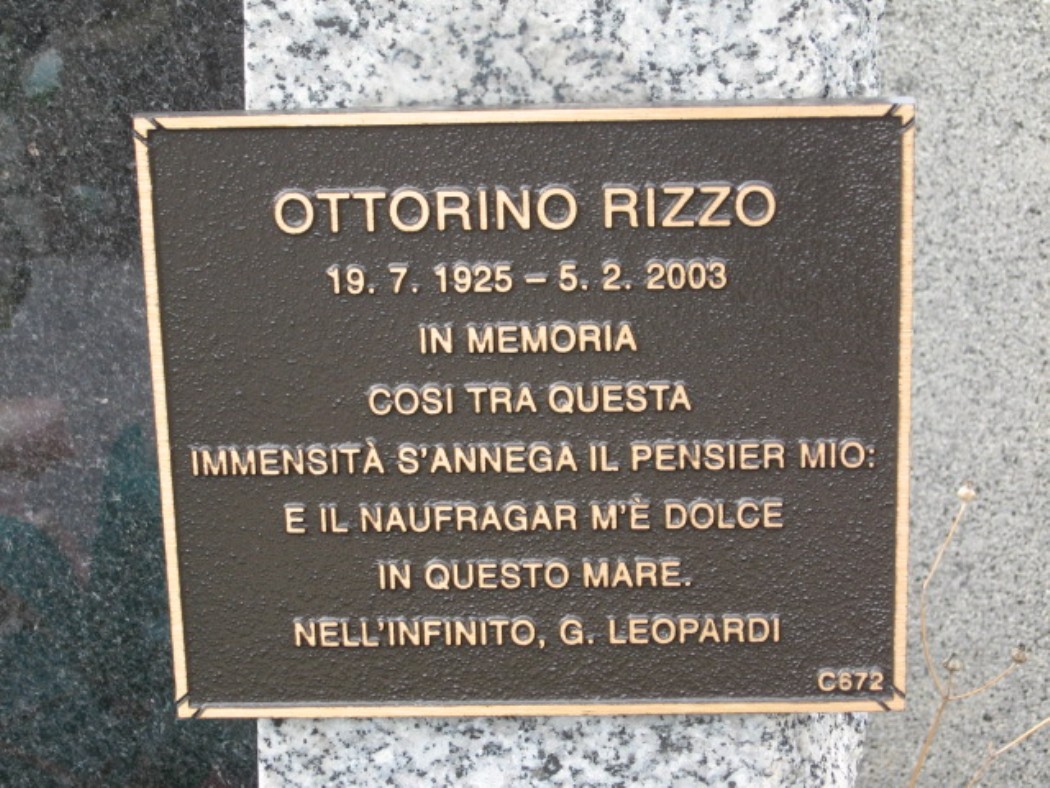 OTTORINO RIZZO
19. 7. 1925 – 5. 2. 2003
IN MEMORIA
COSI TRA QUESTA
IMMENSITÀ S'ANNEGA IL PENSIER MIO:
E IL NAUFRAGAR M'È DOLCE
IN QUESTO MARE.
NELL'INFINITO, G. LEOPARDI
C672